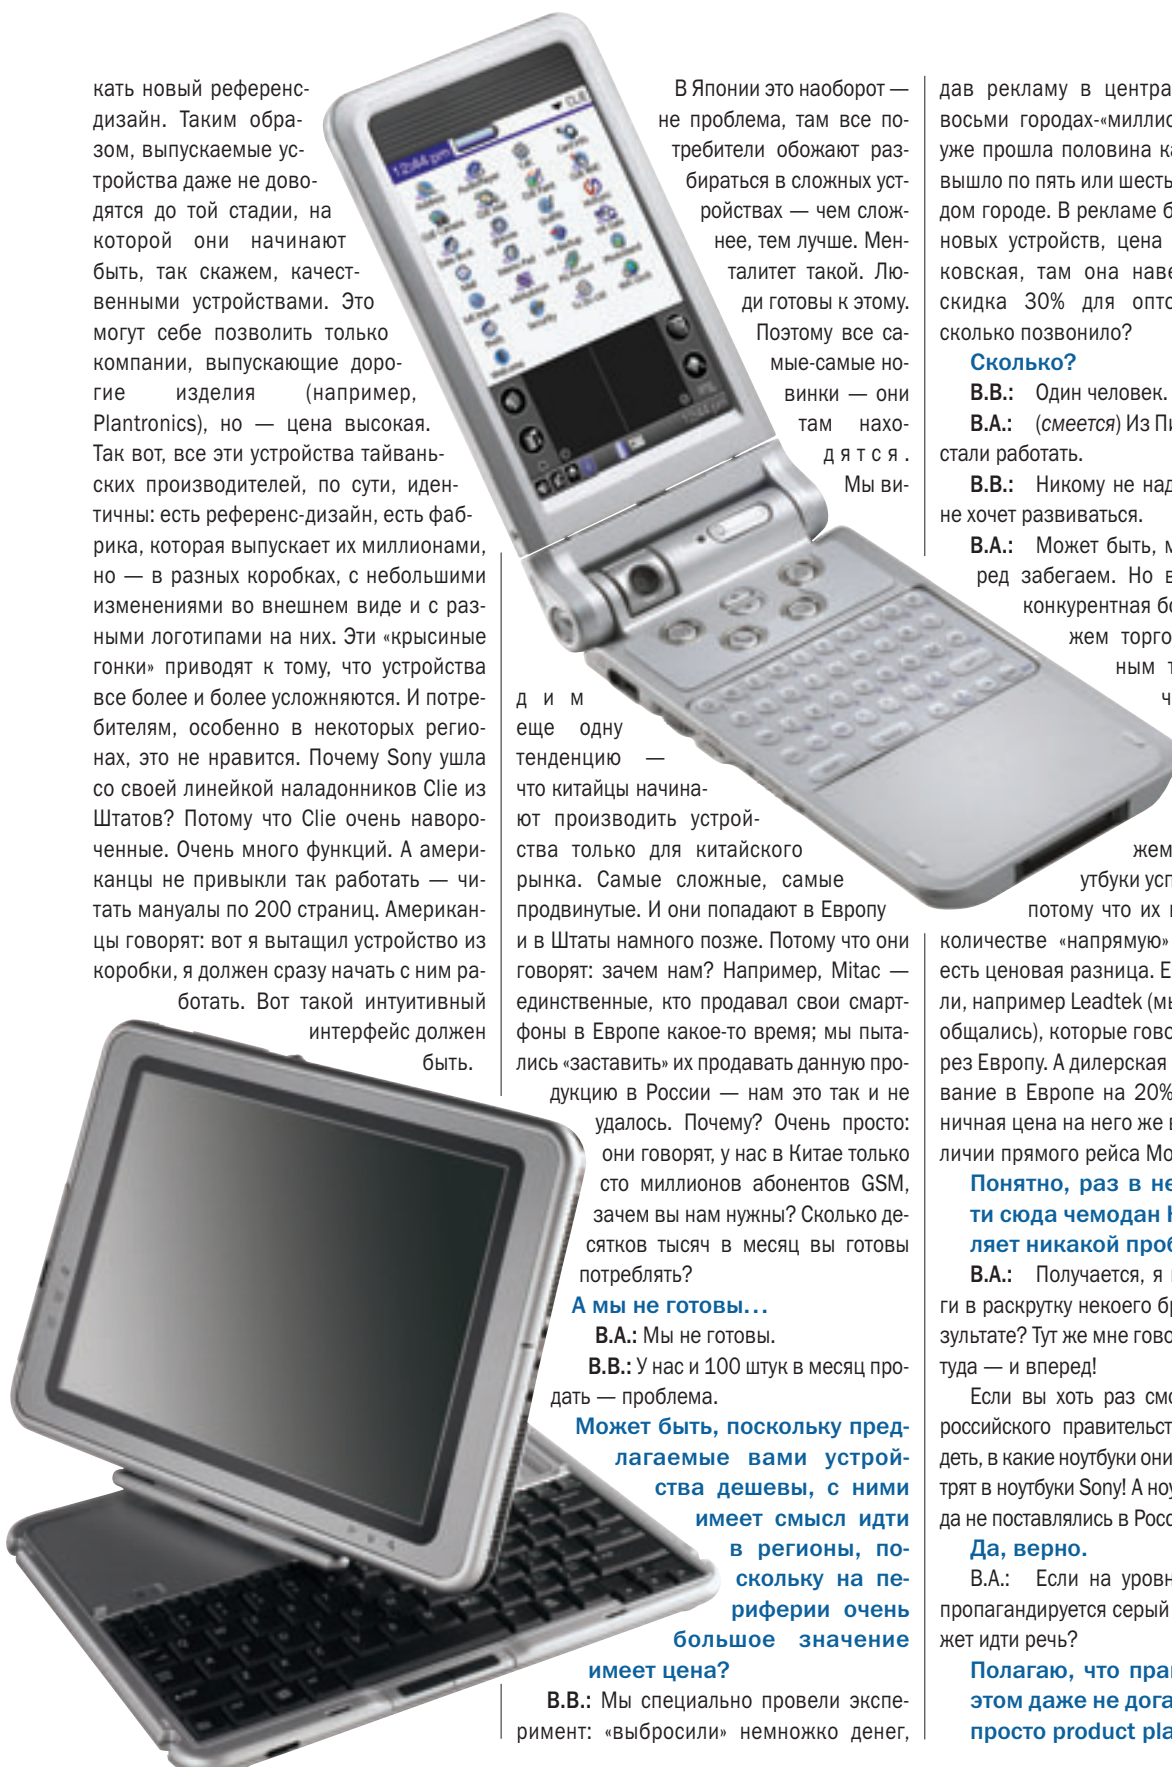 кать новый референс-
дизайн. Таким обра-
зом, выпускаемые ус-
тройства даже не дово-
дятся до той стадии, на
которой они начинают
быть, так скажем, качест-
венными устройствами. Это
могут себе позволить только
компании, выпускающие доро-
гие изделия (например,
Plantronics), но — цена высокая.
Так вот, все эти устройства тайвань-
ских производителей, по сути, иден-
тичны: есть референс-дизайн, есть фаб-
рика, которая выпускает их миллионами,
но — в разных коробках, с небольшими
изменениями во внешнем виде и с раз-
ными логотипами на них. Эти «крысиные
гонки» приводят к тому, что устройства
все более и более усложняются. И потре-
бителям, особенно в некоторых регио-
нах, это не нравится. Почему Sony ушла
со своей линейкой наладонников Clie из
Штатов? Потому что Clie очень наворо-
ченные. Очень много функций. А амери-
канцы не привыкли так работать — чи-
тать мануалы по 200 страниц. Американ-
цы говорят: вот я вытащил устройство из
коробки, я должен сразу начать с ним ра-
ботать. Вот такой интуитивный
интерфейс должен
быть.
В Японии это наоборот —
не проблема, там все по-
требители обожают раз-
бираться в сложных уст-
ройствах — чем слож-
нее, тем лучше. Мен-
талитет такой. Лю-
ди готовы к этому.
Поэтому все са-
мые-самые но-
винки — они
там нахо-
дятся.
Мы ви-
дим
еще одну
тенденцию —
что китайцы начина-
ют производить устрой-
ства только для китайского
рынка. Самые сложные, самые
продвинутые. И они попадают в Европу
и в Штаты намного позже. Потому что они
говорят: зачем нам? Например, Mitac —
единственные, кто продавал свои смарт-
фоны в Европе какое-то время; мы пыта-
лись «заставить» их продавать данную про-
дукцию в России — нам это так и не
удалось. Почему? Очень просто:
они говорят, у нас в Китае только
сто миллионов абонентов GSM,
зачем вы нам нужны? Сколько де-
сятков тысяч в месяц вы готовы
потреблять?
А мы не готовы...
В.А.: Мы не готовы.
В.В.: У нас и 100 штук в месяц про-
дать — проблема.
Может быть, поскольку пред-
лагаемые вами устрой-
ства дешевы, с ними
имеет смысл идти
в регионы, по-
скольку на пе-
риферии очень
большое значение
имеет цена?
В.В.: Мы специально провели экспе-
римент: «выбросили» немножко денег,
дав рекламу в центра
восьми городах-«миллио
уже прошла половина ка
вышло по пять или шесть
дом городе. В рекламе б
новых устройств, цена
ковская, там она наве
скидка 30% для опто
сколько позвонило?
Сколько?
В.В.: Один человек.
В.А.: (смеется) Из Пи
стали работать.
В.В.: Никому не над
не хочет развиваться.
В.А.: Может быть, м
ред забегаем. Но в
конкурентная бо
жем торго
ным т
ч
жем
утбуки усп
потому что их
количестве «напрямую»
есть ценовая разница. Е
ли, например Leadtek (мы
общались), которые гово
рез Европу. А дилерская
вание в Европе на 20%
ничная цена на него же в
личии прямого рейса Мо
Понятно, раз в не
ти сюда чемодан
ляет никакой проб
В.А.: Получается, я
ги в раскрутку некоего бр
зультате? Тут же мне гово
туда — и вперед!
Если вы хоть раз смо
российского правительст
деть, в какие ноутбуки они
трят в ноутбуки Sony! А ноу
да не поставлялись в Росс
Да, верно.
В.А.: Если на уровн
пропагандируется серый
жет идти речь?
Полагаю, что пра
этом даже не дога
просто product pla
12:44 pm
Security